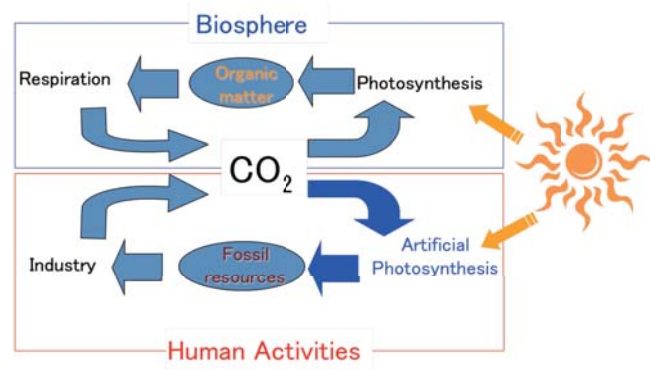 Biosphere
Respiration
Organic
matter
Photosynthesis
CO₂
Industry
Fossil
resources
Artificial
Photosynthesis
Human Activities